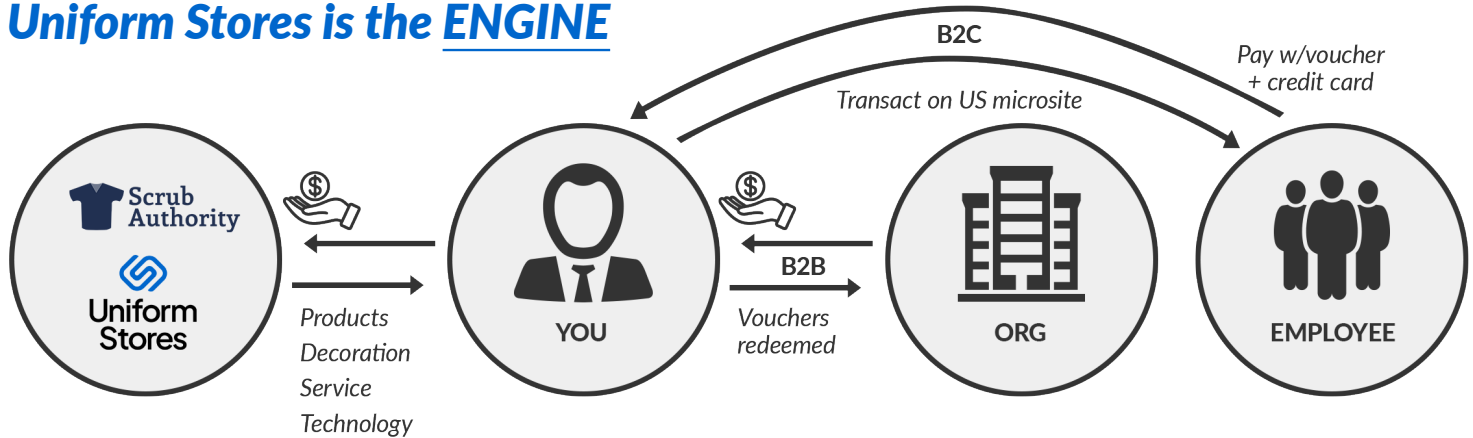 Uniform Stores is the ENGINE
B2C
Pay w/voucher
+ credit card
Transact on US microsite
Scrub
Authority
Uniform
Stores
$
Products
Decoration
Service
Technology
YOU
$
B2B
Vouchers
redeemed
ORG
EMPLOYEE